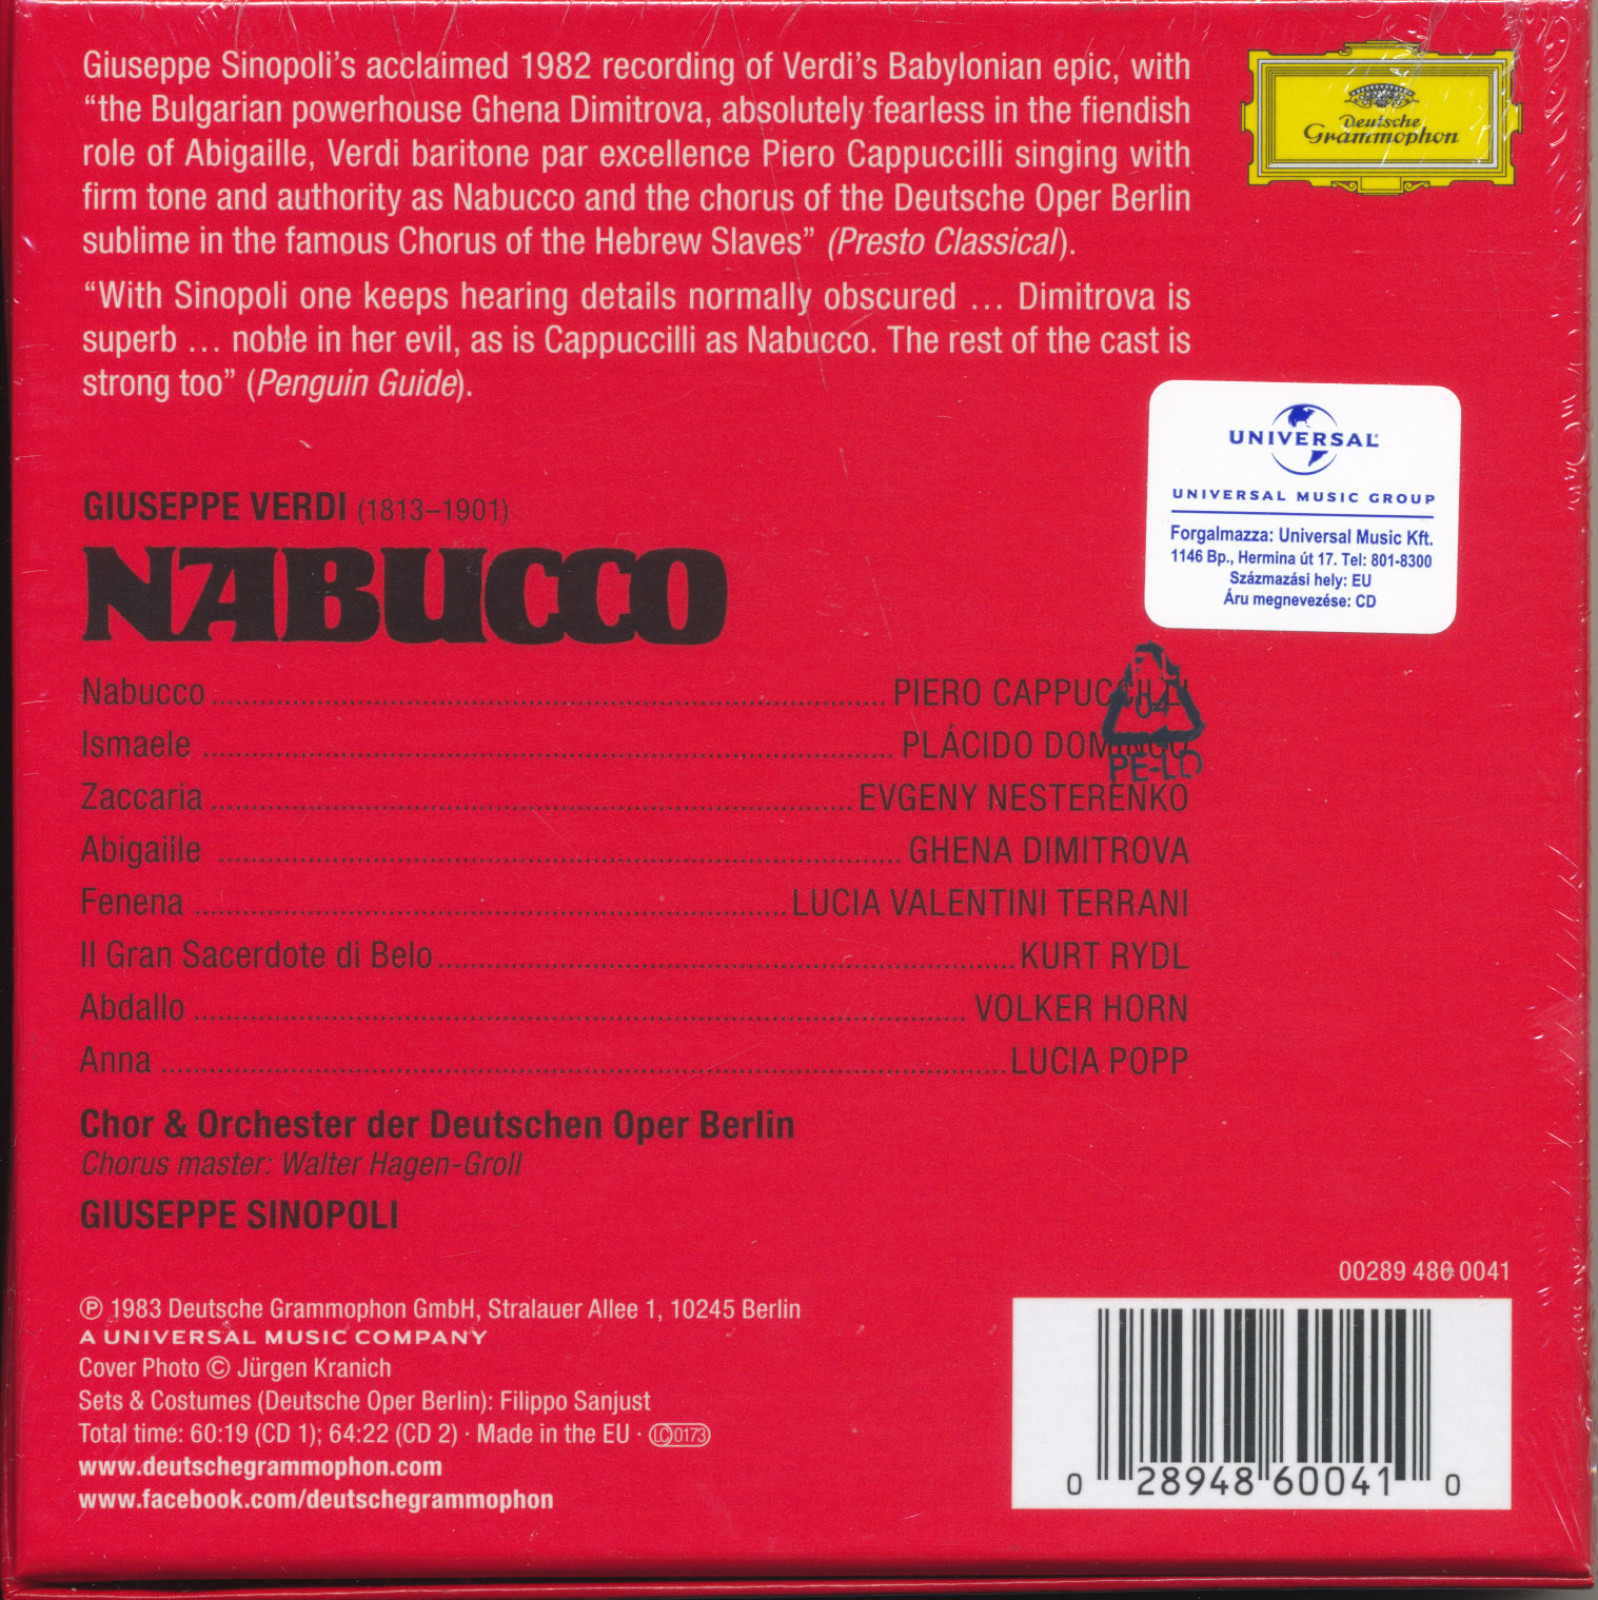 Giuseppe Sinopoli's acclaimed 1982 recording of Verdi's Babylonian epic, with
“the Bulgarian powerhouse Ghena Dimitrova, absolutely fearless in the fiendish
role of Abigaille, Verdi baritone par excellence Piero Cappuccilli singing with
firm tone and authority as Nabucco and the chorus of the Deutsche Oper Berlin
sublime in the famous Chorus of the Hebrew Slaves” (Presto Classical).
“With Sinopoli one keeps hearing details normally obscured … Dimitrova is
superb … noble in her evil, as is Cappuccilli as Nabucco. The rest of the cast is
strong too” (Penguin Guide).
Deutsche
Grammophon
UNIVERSAL
UNIVERSAL MUSIC GROUP
Forgalmazza: Universal Music Kft.
1146 Bp., Hermina út 17. Tel: 801-8300
Százmazási hely: EU
Áru megnevezése: CD
GIUSEPPE VERDI (1813–1901)
NABUCCO
Nabucco PIERO CAPPUCCILLI
Ismaele PLÁCIDO DOMINGO
Zaccaria EVGENY NESTERENKO
Abigaille GHENA DIMITROVA
Fenena LUCIA VALENTINI TERRANI
Il Gran Sacerdote di Belo KURT RYDL
Abdallo VOLKER HORN
Anna LUCIA POPP
04
PE-LD
Chor & Orchester der Deutschen Oper Berlin
Chorus master: Walter Hagen-Groll
GIUSEPPE SINOPOLI
℗ 1983 Deutsche Grammophon GmbH, Stralauer Allee 1, 10245 Berlin
A UNIVERSAL MUSIC COMPANY
Cover Photo © Jürgen Kranich
Sets & Costumes (Deutsche Oper Berlin): Filippo Sanjust
Total time: 60:19 (CD 1); 64:22 (CD 2) · Made in the EU · LC 0173
www.deutschegrammophon.com
www.facebook.com/deutschegrammophon
00289 486 0041
0 28948 60041 0